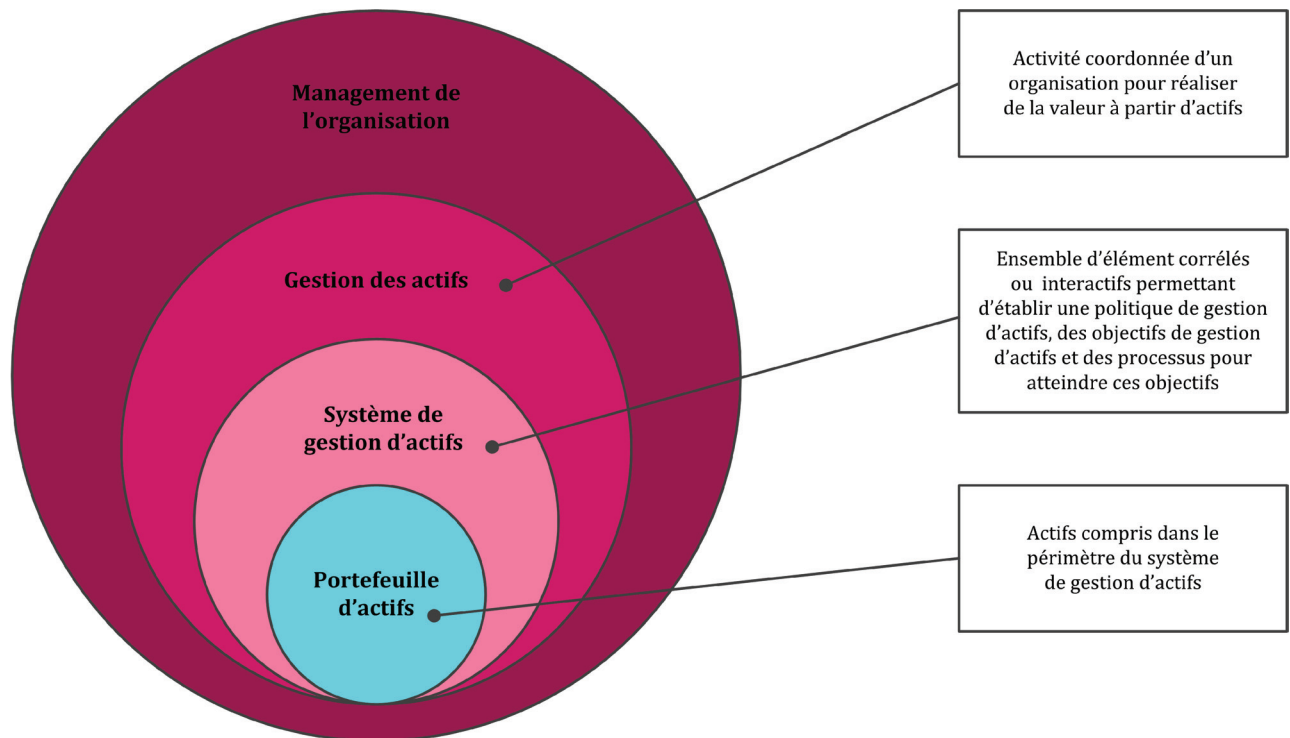 Management de
l’organisation
Gestion des actifs
Système de
gestion d’actifs
Portefeuille
d’actifs
Activité coordonnée d’un
organisation pour réaliser
de la valeur à partir d’actifs
Ensemble d’élément corrélés
ou interactifs permettant
d’établir une politique de gestion
d’actifs, des objectifs de gestion
d’actifs et des processus pour
atteindre ces objectifs
Actifs compris dans le
périmètre du système
de gestion d’actifs